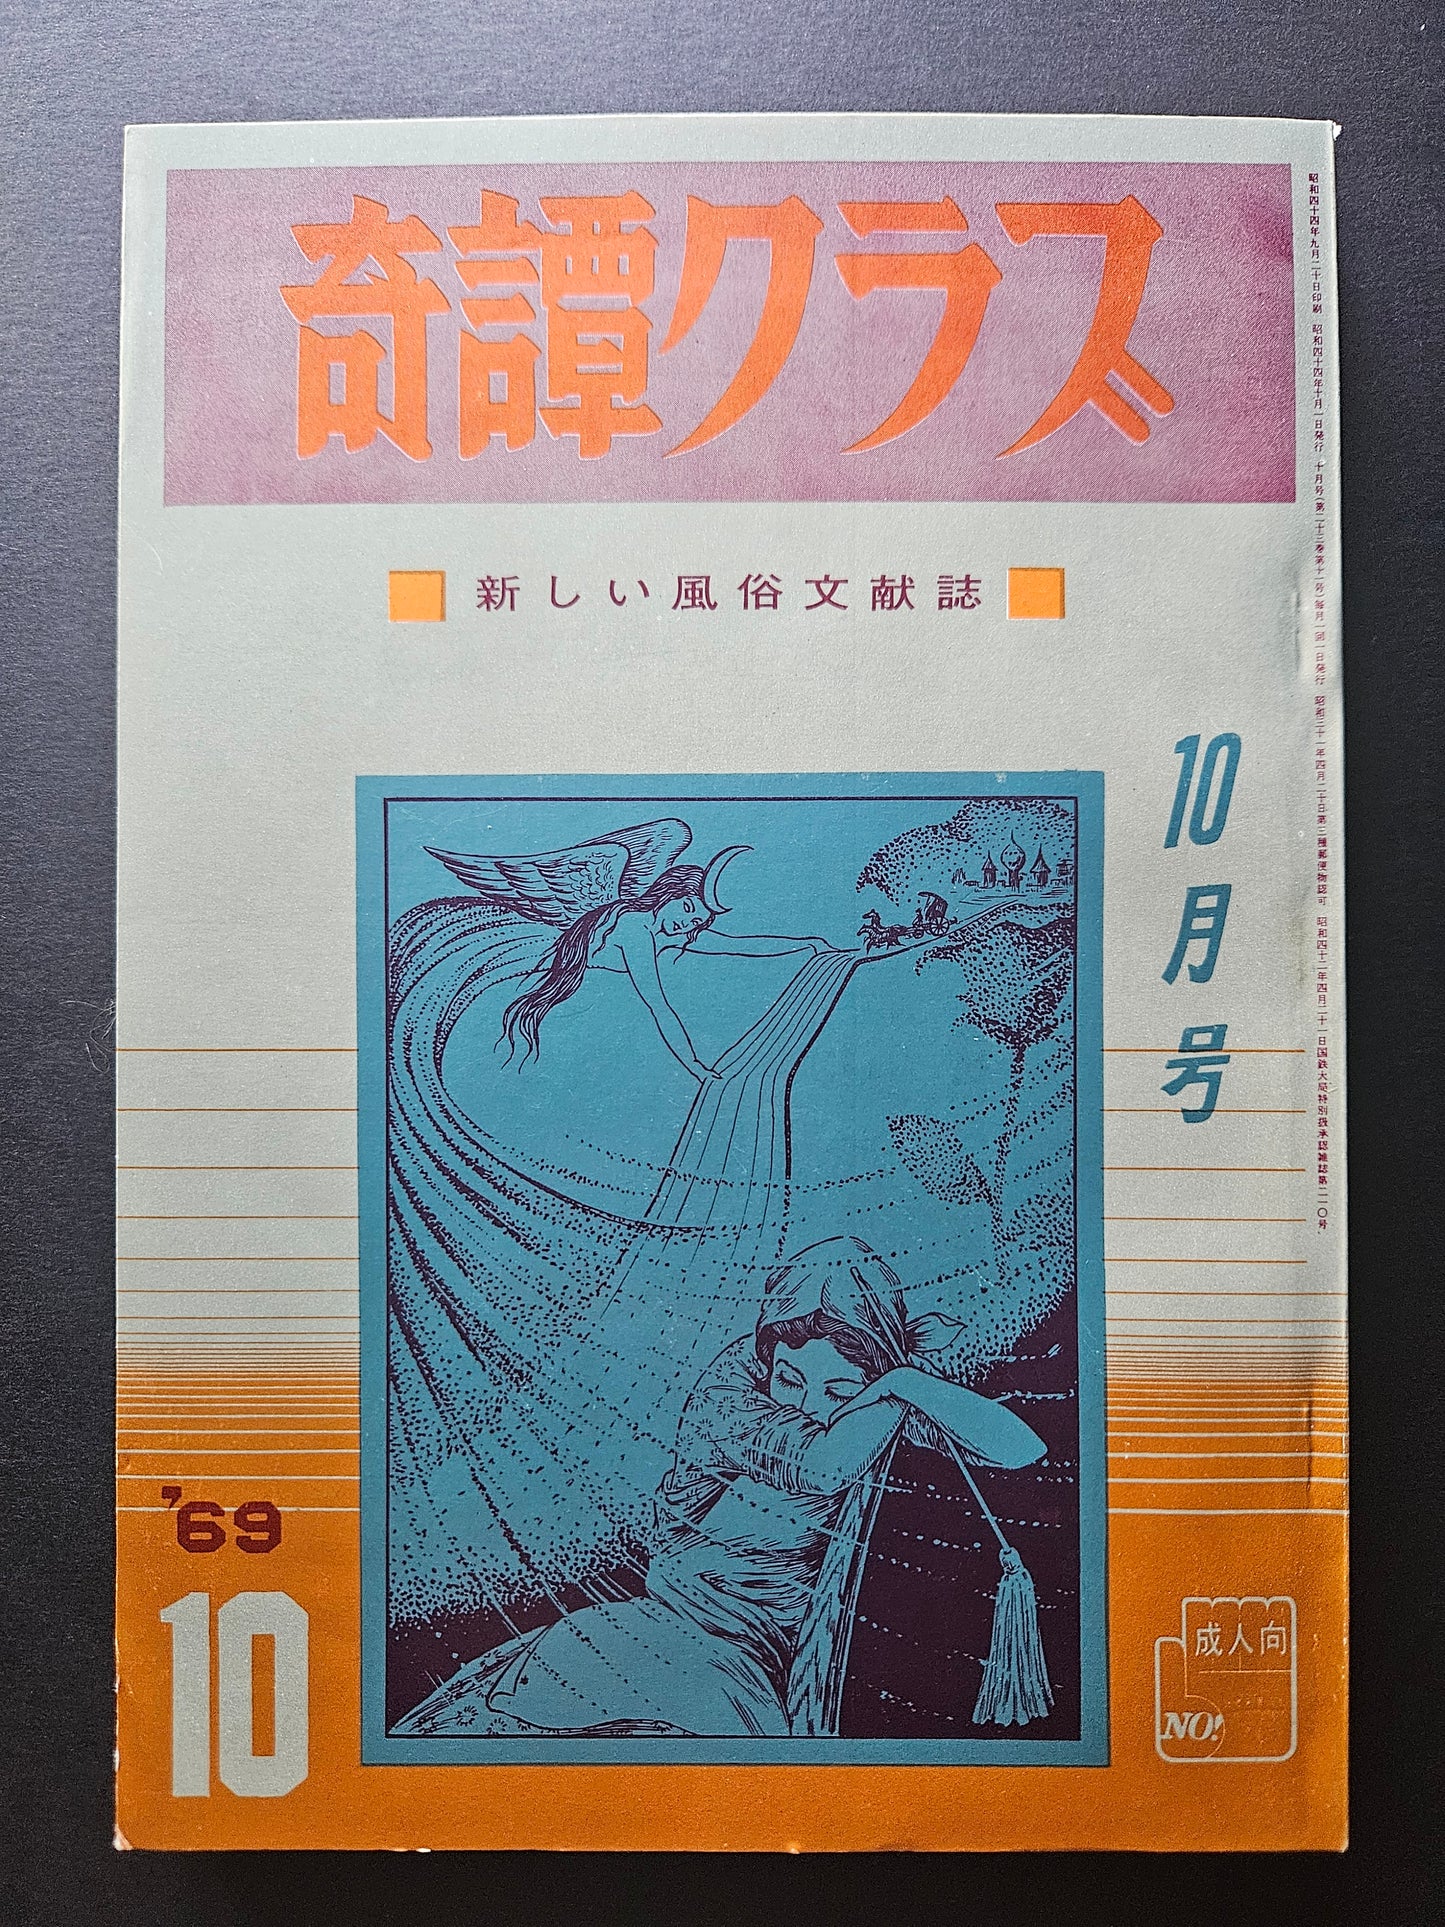 奇譚クラブ
新しい風俗文献誌
昭和四十四年九月二十日印刷 昭和四十四年十月一日発行 十月号(第二十三巻第十一号)毎月一回一日発行 昭和三十一年四月二十日第三種郵便物認可 昭和四十二年四月二十一日国鉄大局特別扱承認雑誌第二一〇号
10月号
'69
10
成人向
NO!